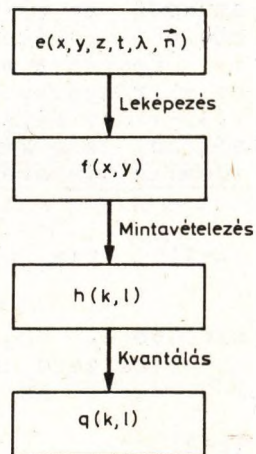 e(x,y,z,t,λ,n⃗)
Leképezés
f(x,y)
Mintavételezés
h(k,l)
Kvantálás
q(k,l)